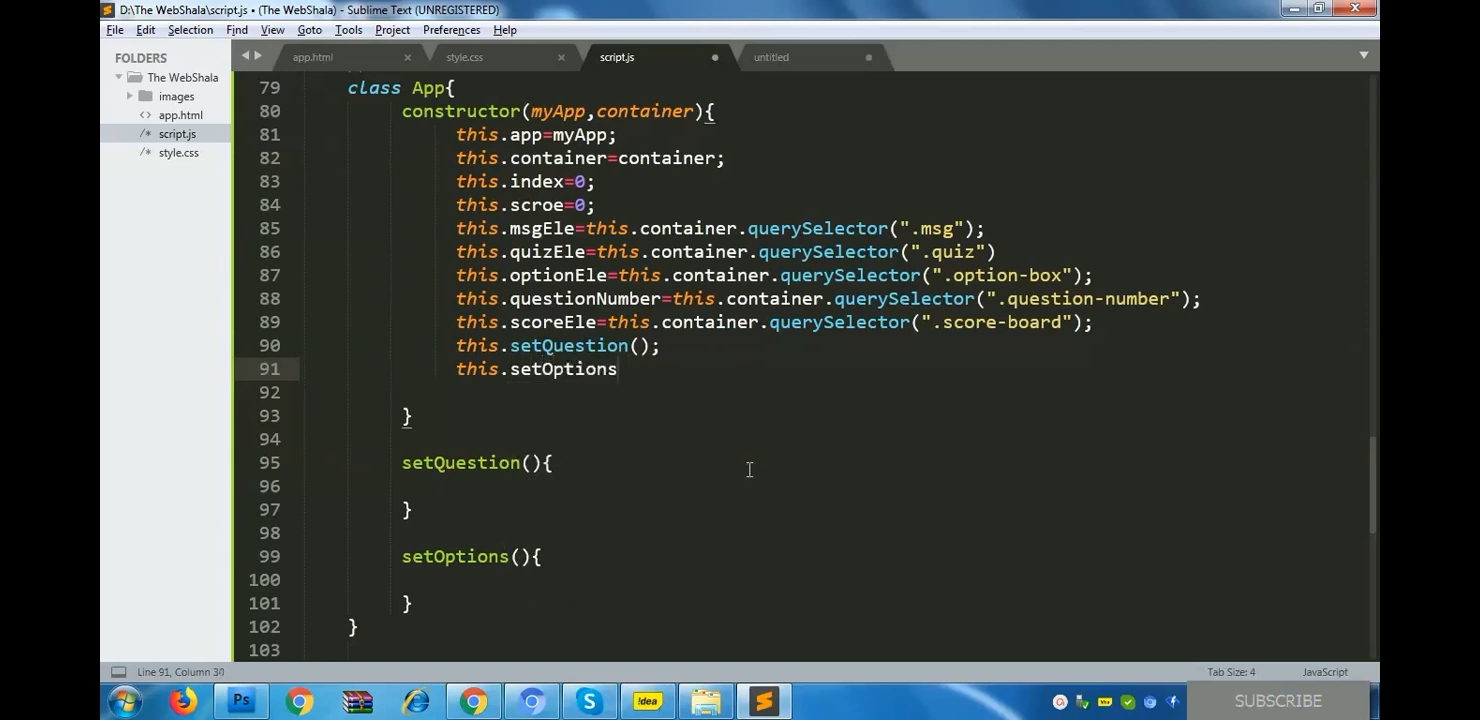 D:\The WebShala\script.js • (The WebShala) - Sublime Text (UNREGISTERED)
File Edit Selection Find View Goto Tools Project Preferences Help
FOLDERS
The WebShala
images
<> app.html
/* script.js
/* style.css
app.html style.css script.js untitled
79 class App{
80 constructor(myApp,container){
81 this.app=myApp;
82 this.container=container;
83 this.index=0;
84 this.scroe=0;
85 this.msgEle=this.container.querySelector(".msg");
86 this.quizEle=this.container.querySelector(".quiz")
87 this.optionEle=this.container.querySelector(".option-box");
88 this.questionNumber=this.container.querySelector(".question-number");
89 this.scoreEle=this.container.querySelector(".score-board");
90 this.setQuestion();
91 this.setOptions
92
93 }
94
95 setQuestion(){
96
97 }
98
99 setOptions(){
100
101 }
102 }
103
Line 91, Column 30 Tab Size: 4 JavaScript
Ps !dea SUBSCRIBE